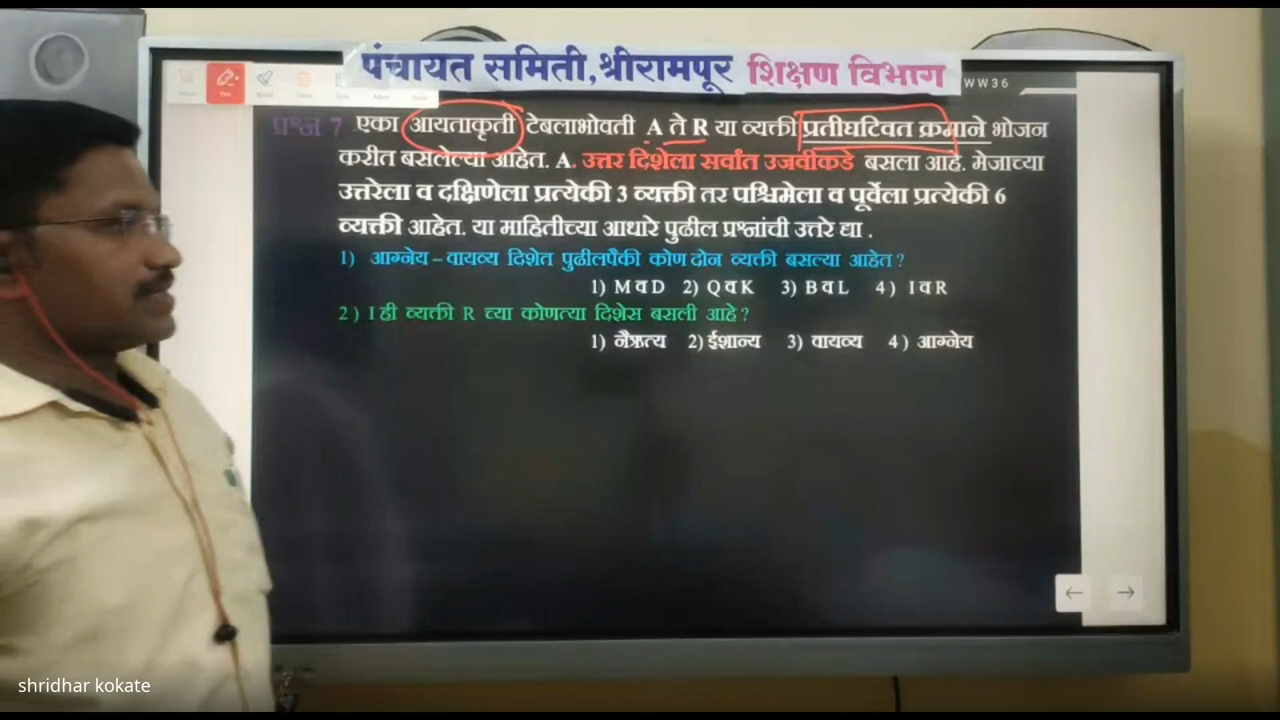 पंचायत समिती,श्रीरामपूर शिक्षण विभाग
WW36
प्रश्न 7 एका आयताकृती टेबलाभोवती A ते R या व्यक्ती प्रतीघटिवत क्रमाने भोजन
करीत बसलेल्या आहेत. A. उत्तर दिशेला सर्वांत उजवीकडे बसला आहे. मेजाच्या
उत्तरेला व दक्षिणेला प्रत्येकी 3 व्यक्ती तर पश्चिमेला व पूर्वेला प्रत्येकी 6
व्यक्ती आहेत. या माहितीच्या आधारे पुढील प्रश्नांची उत्तरे द्या .
1) आग्नेय – वायव्य दिशेत पुढीलपैकी कोण दोन व्यक्ती बसल्या आहेत ?
1) M व D 2) Q व K 3) B व L 4) I व R
2) I ही व्यक्ती R च्या कोणत्या दिशेस बसली आहे ?
1) नैऋत्य 2) ईशान्य 3) वायव्य 4) आग्नेय
shridhar kokate